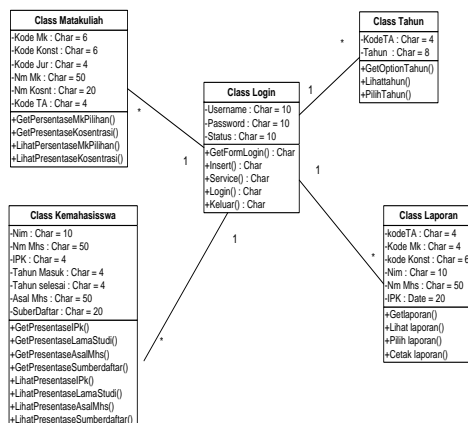 Class Matakuliah
-Kode Mk : Char = 6
-Kode Konst : Char = 6
-Kode Jur : Char = 4
-Nm Mk : Char = 50
-Nm Kosnt : Char = 20
-Kode TA : Char = 4
+GetPersentaseMkPilihan()
+GetPresentaseKosentrasi()
+LihatPersentaseMkPilihan()
+LihatPresentaseKosentrasi()
*
1
Class Tahun
-KodeTA : Char = 4
-Tahun : Char = 8
+GetOptionTahun()
+Lihattahun()
+PilihTahun()
*
1
Class Login
-Username : Char = 10
-Password : Char = 10
-Status : Char = 10
+GetFormLogin() : Char
+Insert() : Char
+Service() : Char
+Login() : Char
+Keluar() : Char
1
1
Class Kemahasisswa
-Nim : Char = 10
-Nm Mhs : Char = 50
-IPK : Char = 4
-Tahun Masuk : Char = 4
-Tahun selesai : Char = 4
-Asal Mhs : Char = 50
-SuberDaftar : Char = 20
+GetPresentaseIPk()
+GetPresentaseLamaStudi()
+GetPresentaseAsalMhs()
+GetPresentaseSumberdaftar()
+LihatPresentaseIPk()
+LihatPresentaseLamaStudi()
+LihatPresentaseAsalMhs()
+LihatPresentaseSumberdaftar()
*
Class Laporan
-kodeTA : Char = 4
-Kode Mk : Char = 4
-kode Konst : Char = 6
-Nim : Char = 10
-Nm Mhs : Char = 50
-IPK : Date = 20
+Getlaporan()
+Lihat laporan()
+Pilih laporan()
+Cetak laporan()
*